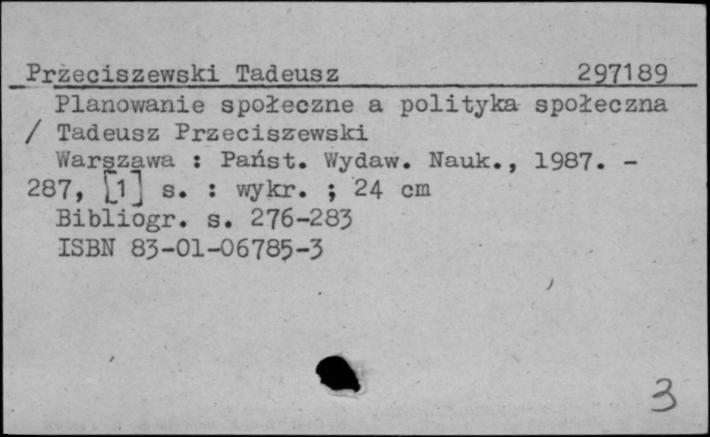 Przeciszewski Tadeusz 297189
Planowanie społeczne a polityka społeczna
/ Tadeusz Przeciszewski
Warszawa : Państ. Wydaw. Nauk., 1987. -
287, [1] s. : wykr. ; 24 cm
Bibliogr. s. 276-283
ISBN 83-01-06785-3
3